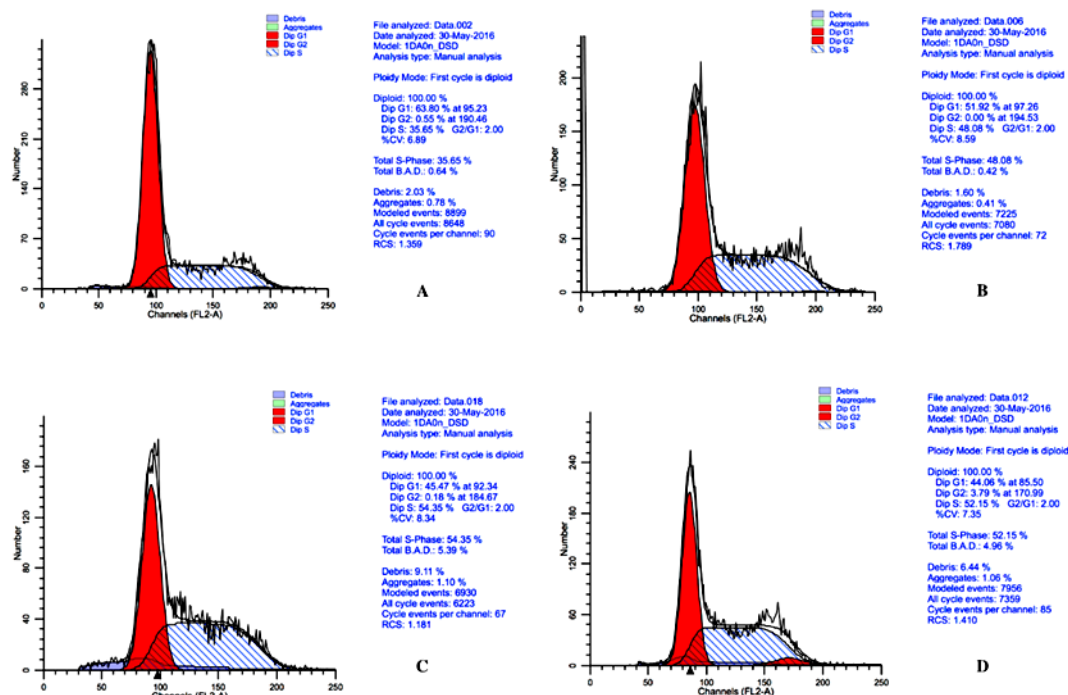 Debris
Aggregates
Dip G1
Dip G2
Dip S
File analyzed: Data.002
Date analyzed: 30-May-2016
Model: 1DA0n_DSD
Analysis type: Manual analysis
Ploidy Mode: First cycle is diploid
Diploid: 100.00 %
Dip G1: 63.80 % at 95.23
Dip G2: 0.55 % at 190.46
Dip S: 35.65 % G2/G1: 2.00
%CV: 6.89
Total S-Phase: 35.65 %
Total B.A.D.: 0.64 %
Debris: 2.03 %
Aggregates: 0.78 %
Modeled events: 8899
All cycle events: 8648
Cycle events per channel: 90
RCS: 1.359
Number
0
70
140
210
280
0
50
100
150
200
250
Channels (FL2-A)
A
Debris
Aggregates
Dip G1
Dip G2
Dip S
File analyzed: Data.006
Date analyzed: 30-May-2016
Model: 1DA0n_DSD
Analysis type: Manual analysis
Ploidy Mode: First cycle is diploid
Diploid: 100.00 %
Dip G1: 51.92 % at 97.26
Dip G2: 0.00 % at 194.53
Dip S: 48.08 % G2/G1: 2.00
%CV: 8.59
Total S-Phase: 48.08 %
Total B.A.D.: 0.42 %
Debris: 1.60 %
Aggregates: 0.41 %
Modeled events: 7225
All cycle events: 7080
Cycle events per channel: 72
RCS: 1.789
Number
0
50
100
150
200
0
50
100
150
200
250
Channels (FL2-A)
B
Debris
Aggregates
Dip G1
Dip G2
Dip S
File analyzed: Data.018
Date analyzed: 30-May-2016
Model: 1DA0n_DSD
Analysis type: Manual analysis
Ploidy Mode: First cycle is diploid
Diploid: 100.00 %
Dip G1: 45.47 % at 92.34
Dip G2: 0.18 % at 184.67
Dip S: 54.35 % G2/G1: 2.00
%CV: 8.34
Total S-Phase: 54.35 %
Total B.A.D.: 5.39 %
Debris: 9.11 %
Aggregates: 1.10 %
Modeled events: 6930
All cycle events: 6223
Cycle events per channel: 67
RCS: 1.181
Number
0
40
80
120
160
0
50
100
150
200
250
Channels (FL2-A)
C
Debris
Aggregates
Dip G1
Dip G2
Dip S
File analyzed: Data.012
Date analyzed: 30-May-2016
Model: 1DA0n_DSD
Analysis type: Manual analysis
Ploidy Mode: First cycle is diploid
Diploid: 100.00 %
Dip G1: 44.06 % at 85.50
Dip G2: 3.79 % at 170.99
Dip S: 52.15 % G2/G1: 2.00
%CV: 7.35
Total S-Phase: 52.15 %
Total B.A.D.: 4.96 %
Debris: 6.44 %
Aggregates: 1.06 %
Modeled events: 7956
All cycle events: 7359
Cycle events per channel: 85
RCS: 1.410
Number
0
60
120
180
240
0
50
100
150
200
250
Channels (FL2-A)
D